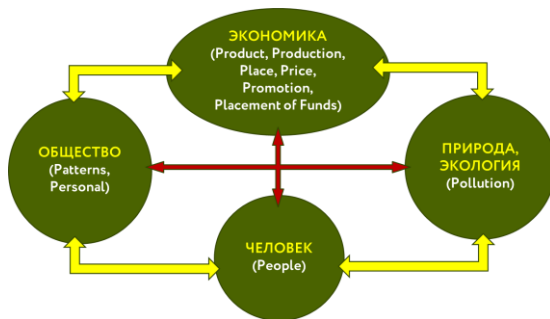 ЭКОНОМИКА
(Product, Production,
Place, Price,
Promotion,
Placement of Funds)
ОБЩЕСТВО
(Patterns,
Personal)
ПРИРОДА,
ЭКОЛОГИЯ
(Pollution)
ЧЕЛОВЕК
(People)